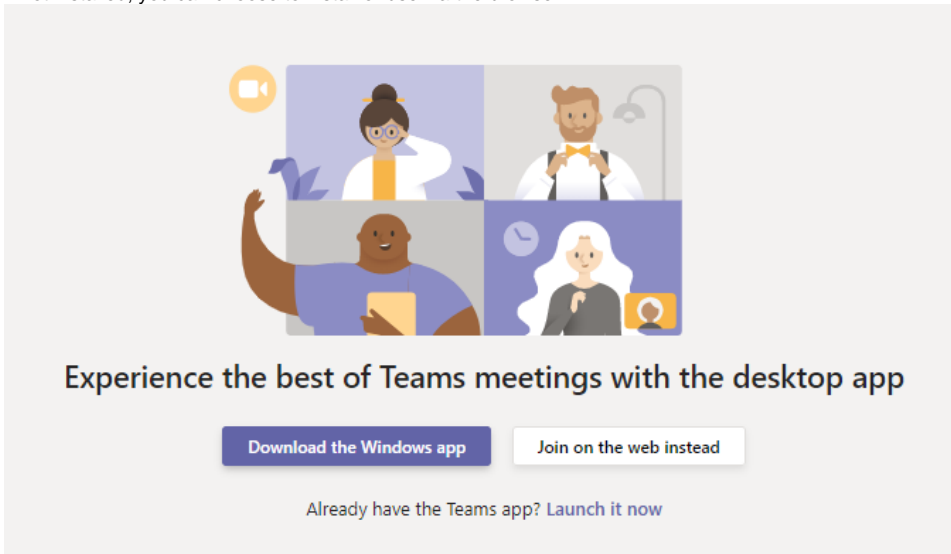 Experience the best of Teams meetings with the desktop app
Download the Windows app
Join on the web instead
Already have the Teams app? Launch it now